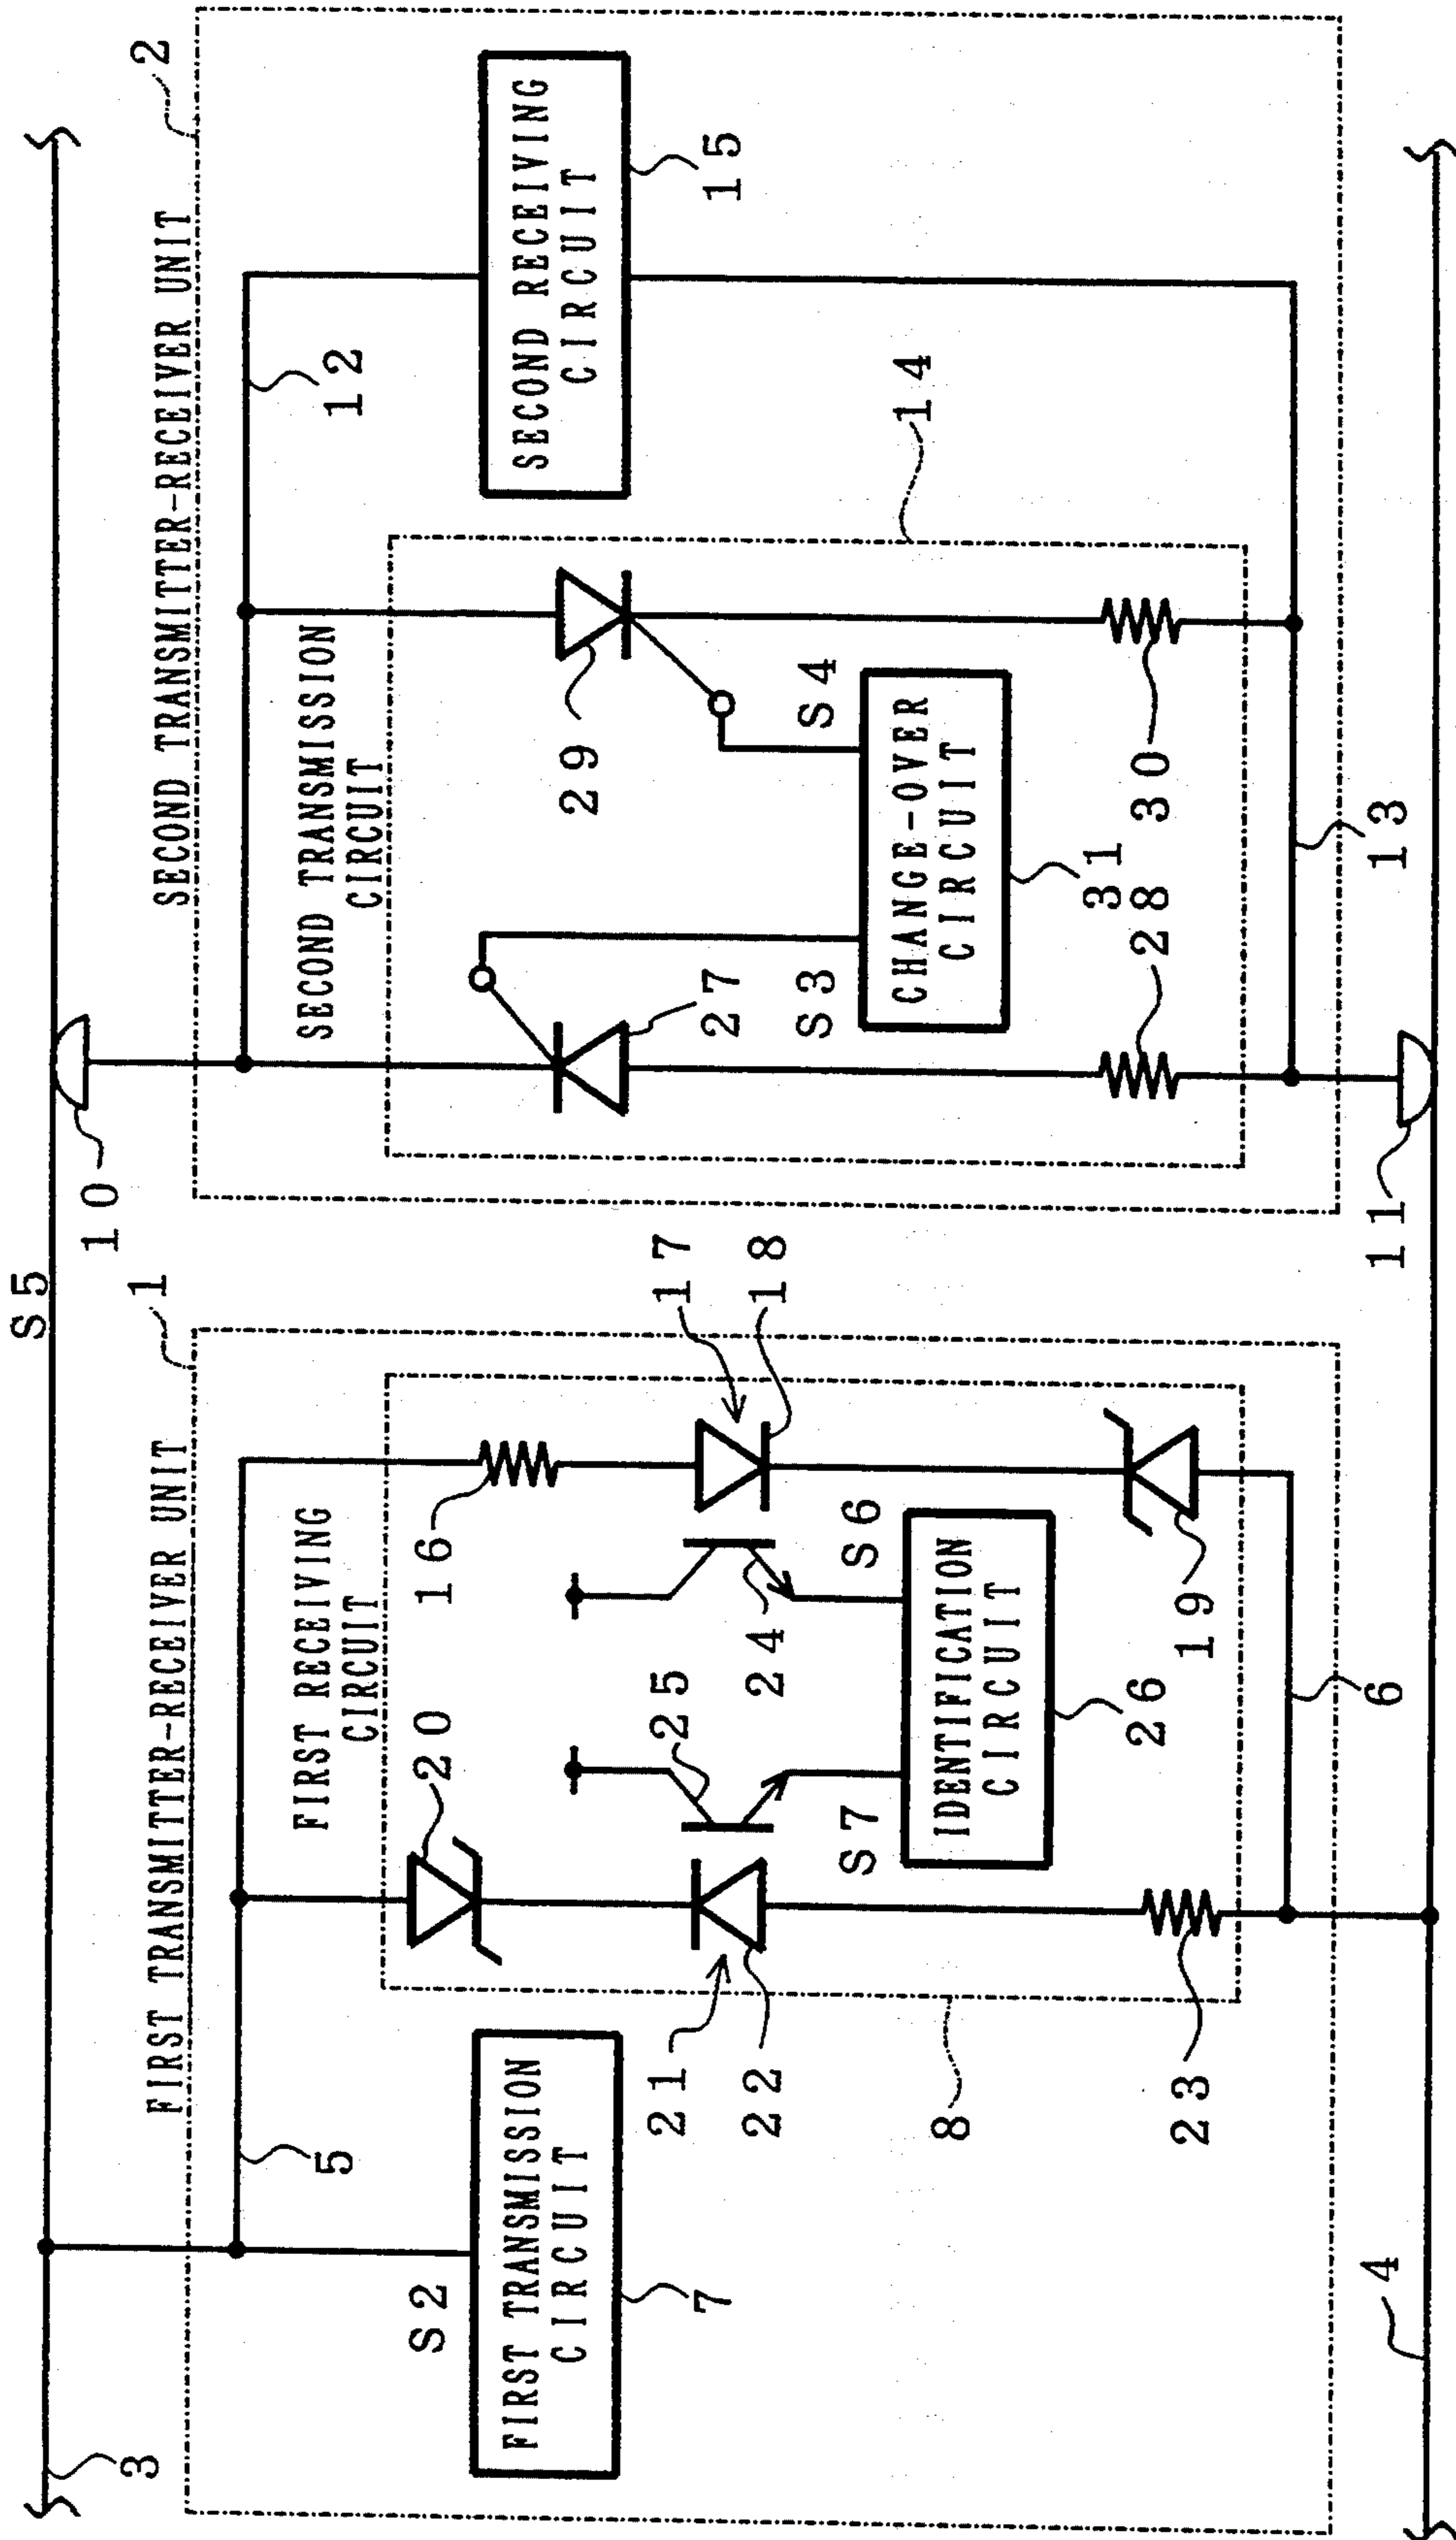 S5
3
10
FIRST TRANSMITTER-RECEIVER UNIT
1
SECOND TRANSMITTER-RECEIVER UNIT
2
5
12
FIRST RECEIVING
CIRCUIT
SECOND TRANSMISSION
CIRCUIT
S2
FIRST TRANSMISSION
CIRCUIT
7
20
16
21
22
25
24
17
18
S7
S6
IDENTIFICATION
CIRCUIT
26
23
19
8
6
27
29
S3
S4
CHANGE-OVER
CIRCUIT
31
28
30
14
SECOND RECEIVING
CIRCUIT
15
4
11
13